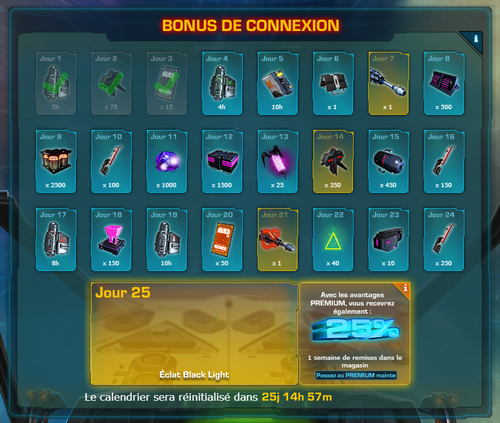 BONUS DE CONNEXION
i
Jour 1 Jour 2 Jour 3 Jour 4 Jour 5 Jour 6 Jour 7 Jour 8
5h x 75 x 15 4h 10h x 1 x 1 x 500
Jour 9 Jour 10 Jour 11 Jour 12 Jour 13 Jour 14 Jour 15 Jour 16
x 2500 x 100 x 1000 x 1500 x 25 x 350 x 450 x 150
Jour 17 Jour 18 Jour 19 Jour 20 Jour 21 Jour 22 Jour 23 Jour 24
8h x 150 10h x 50 x 1 x 40 x 10 x 250
Jour 25
Éclat Black Light
i
Avec les avantages
PREMIUM, vous recevrez
également :
25%
1 semaine de remises dans le
magasin
Passez au PREMIUM mainte
Le calendrier sera réinitialisé dans 25j 14h 57m